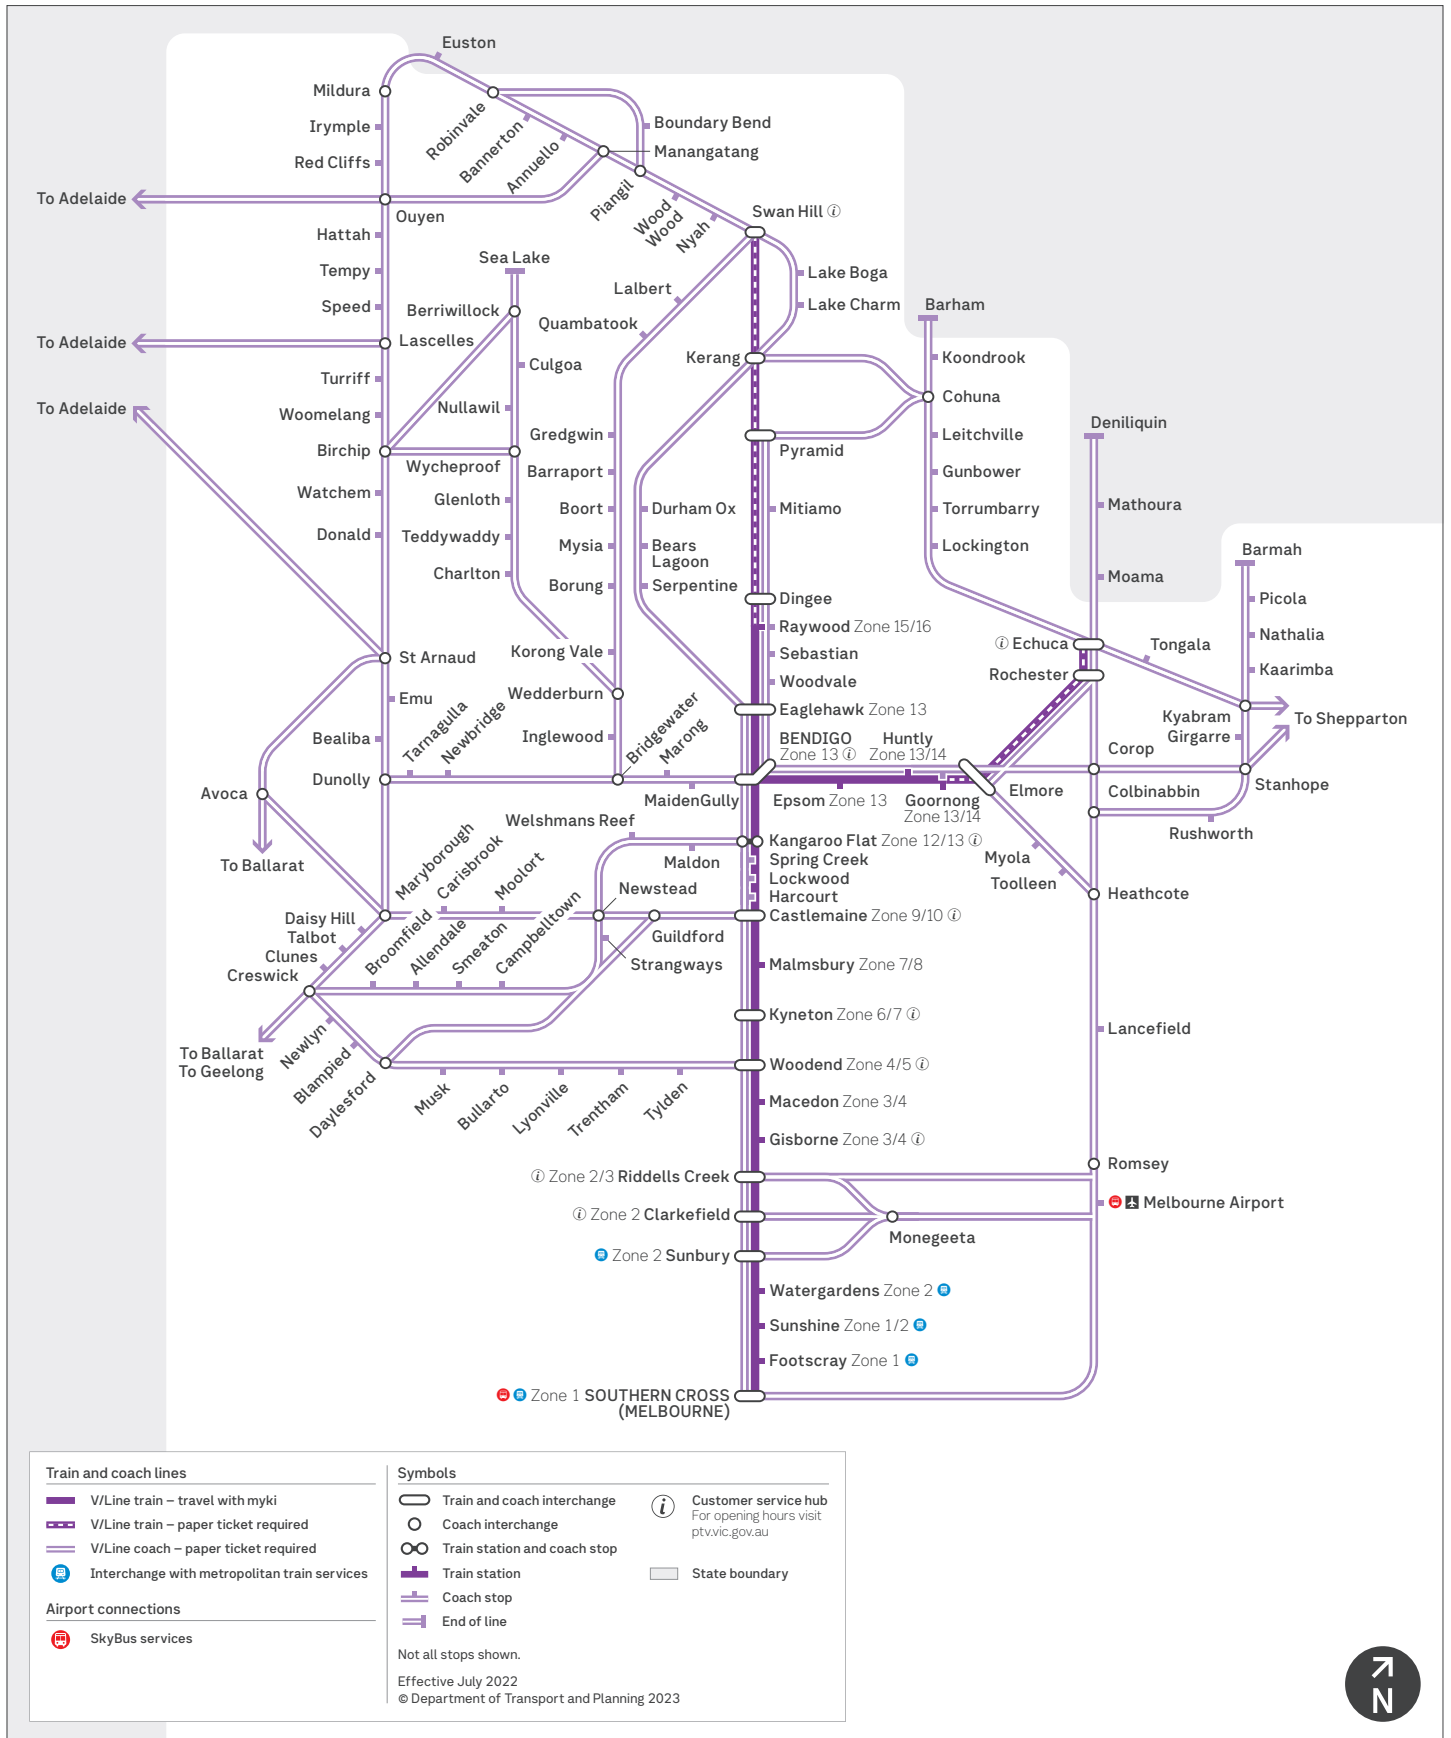 Euston
Mildura
Irymple
Red Cliffs
Robinvale
Bannerton
Annuello
Boundary Bend
Manangatang
To Adelaide
Ouyen
Piangil
Wood
Wood
Nyah
Swan Hill i
Hattah
Tempy
Speed
Sea Lake
Berriwillock
Lalbert
Quambatook
Lake Boga
Lake Charm
Barham
To Adelaide
Lascelles
Culgoa
Kerang
Koondrook
Turriff
Woomelang
Nullawil
Cohuna
To Adelaide
Birchip
Wycheproof
Gredgwin
Barraport
Pyramid
Leitchville
Gunbower
Deniliquin
Watchem
Glenloth
Boort
Durham Ox
Mitiamo
Torrumbarry
Mathoura
Donald
Teddywaddy
Charlton
Mysia
Borung
Bears
Lagoon
Serpentine
Lockington
Moama
Barmah
Picola
Nathalia
Kaarimba
Dingee
Raywood Zone 15/16
Sebastian
Woodvale
Eaglehawk Zone 13
i Echuca
Rochester
Tongala
Kyabram
Girgarre
To Shepparton
St Arnaud
Korong Vale
Wedderburn
Inglewood
Emu
Bealiba
Tarnagulla
Newbridge
Bridgewater
Marong
BENDIGO
Zone 13 i
Huntly
Zone 13/14
Corop
Stanhope
Dunolly
MaidenGully
Epsom Zone 13
Goornong
Zone 13/14
Elmore
Colbinabbin
Rushworth
Avoca
To Ballarat
Welshmans Reef
Maldon
Kangaroo Flat Zone 12/13 i
Spring Creek
Lockwood
Harcourt
Myola
Toolleen
Heathcote
Maryborough
Carisbrook
Moolort
Newstead
Castlemaine Zone 9/10 i
Daisy Hill
Talbot
Clunes
Creswick
Broomfield
Allendale
Smeaton
Campbelltown
Guildford
Strangways
Malmsbury Zone 7/8
Kyneton Zone 6/7 i
Lancefield
To Ballarat
To Geelong
Newlyn
Blampied
Daylesford
Musk
Bullarto
Lyonville
Trentham
Tylden
Woodend Zone 4/5 i
Macedon Zone 3/4
Gisborne Zone 3/4 i
i Zone 2/3 Riddells Creek
Romsey
i Zone 2 Clarkefield
Melbourne Airport
Monegeeta
Zone 2 Sunbury
Watergardens Zone 2
Sunshine Zone 1/2
Footscray Zone 1
Zone 1 SOUTHERN CROSS
(MELBOURNE)
Train and coach lines
V/Line train – travel with myki
V/Line train – paper ticket required
V/Line coach – paper ticket required
Interchange with metropolitan train services
Airport connections
SkyBus services
Symbols
Train and coach interchange
Coach interchange
Train station and coach stop
Train station
Coach stop
End of line
i Customer service hub
For opening hours visit
ptv.vic.gov.au
State boundary
Not all stops shown.
Effective July 2022
© Department of Transport and Planning 2023
N